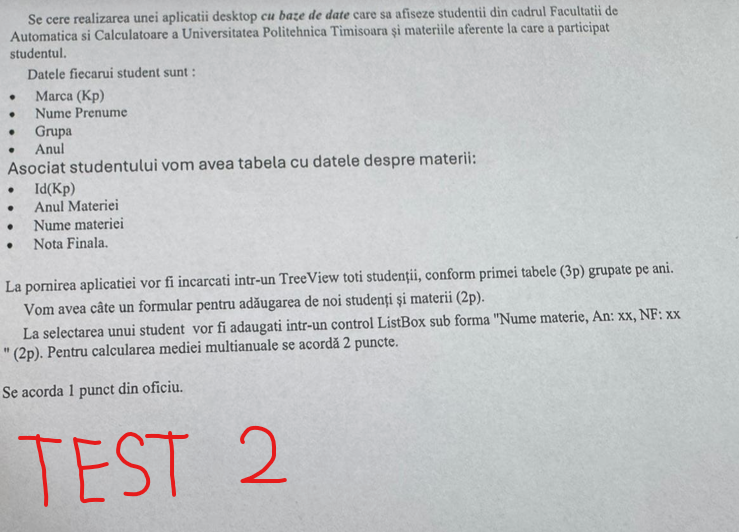 Se cere realizarea unei aplicatii desktop cu baze de date care sa afiseze studentii din cadrul Facultatii de
Automatica si Calculatoare a Universitatea Politehnica Timisoara și materiile aferente la care a participat
studentul.
Datele fiecarui student sunt :
• Marca (Kp)
• Nume Prenume
• Grupa
• Anul
Asociat studentului vom avea tabela cu datele despre materii:
• Id(Kp)
• Anul Materiei
• Nume materiei
• Nota Finala.
La pornirea aplicatiei vor fi incarcati intr-un TreeView toti studenții, conform primei tabele (3p) grupate pe ani.
Vom avea câte un formular pentru adăugarea de noi studenți și materii (2p).
La selectarea unui student vor fi adaugati intr-un control ListBox sub forma "Nume materie, An: xx, NF: xx
" (2p). Pentru calcularea mediei multianuale se acordă 2 puncte.
Se acorda 1 punct din oficiu.
TEST 2